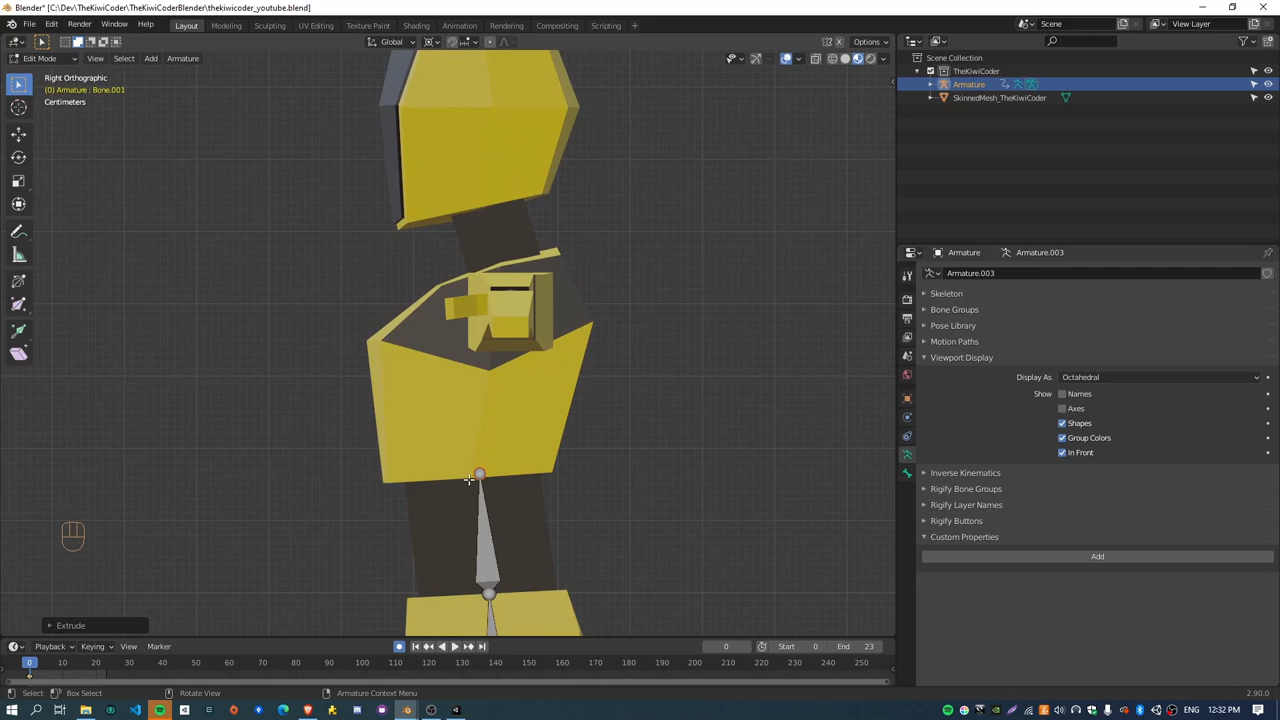 Blender* [C:\TheKiwiCoderBlender\thekiwicoder_youtube.blend]
File Edit Render Window Help Layout Modeling Sculpting UV Editing Texture Paint Shading Animation Rendering Compositing Scripting + Scene View Layer
Global Options
Edit Mode View Select Add Armature
Right Orthographic
(0) Armature : Bone.001
Centimeters
Scene Collection
TheKiwiCoder
Armature
SkinnedMesh_TheKiwiCoder
Armature Armature.003
Armature.003
Skeleton
Bone Groups
Pose Library
Motion Paths
Viewport Display
Display As Octahedral
Show Names
Axes
Shapes
Group Colors
In Front
Inverse Kinematics
Rigify Bone Groups
Rigify Layer Names
Rigify Buttons
Custom Properties
Add
Extrude
Playback Keying View Marker 0 Start 0 End 23
0 10 20 30 40 50 60 70 80 90 100 110 120 130 140 150 160 170 180 190 200 210 220 230 240 250
Select Box Select Rotate View Armature Context Menu 2.90.0
ENG 12:32 PM